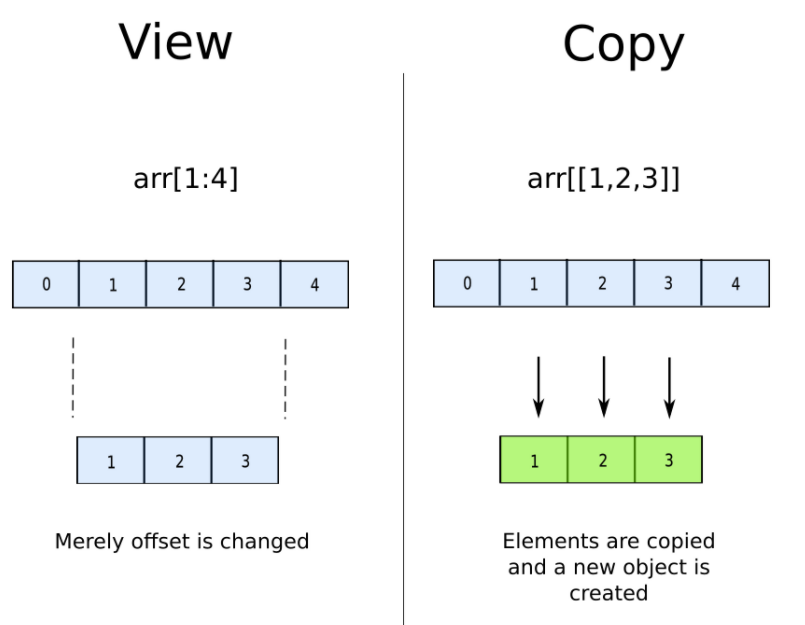 View
Copy
arr[1:4]
arr[[1,2,3]]
0 1 2 3 4
0 1 2 3 4
1 2 3
1 2 3
Merely offset is changed
Elements are copied
and a new object is
created